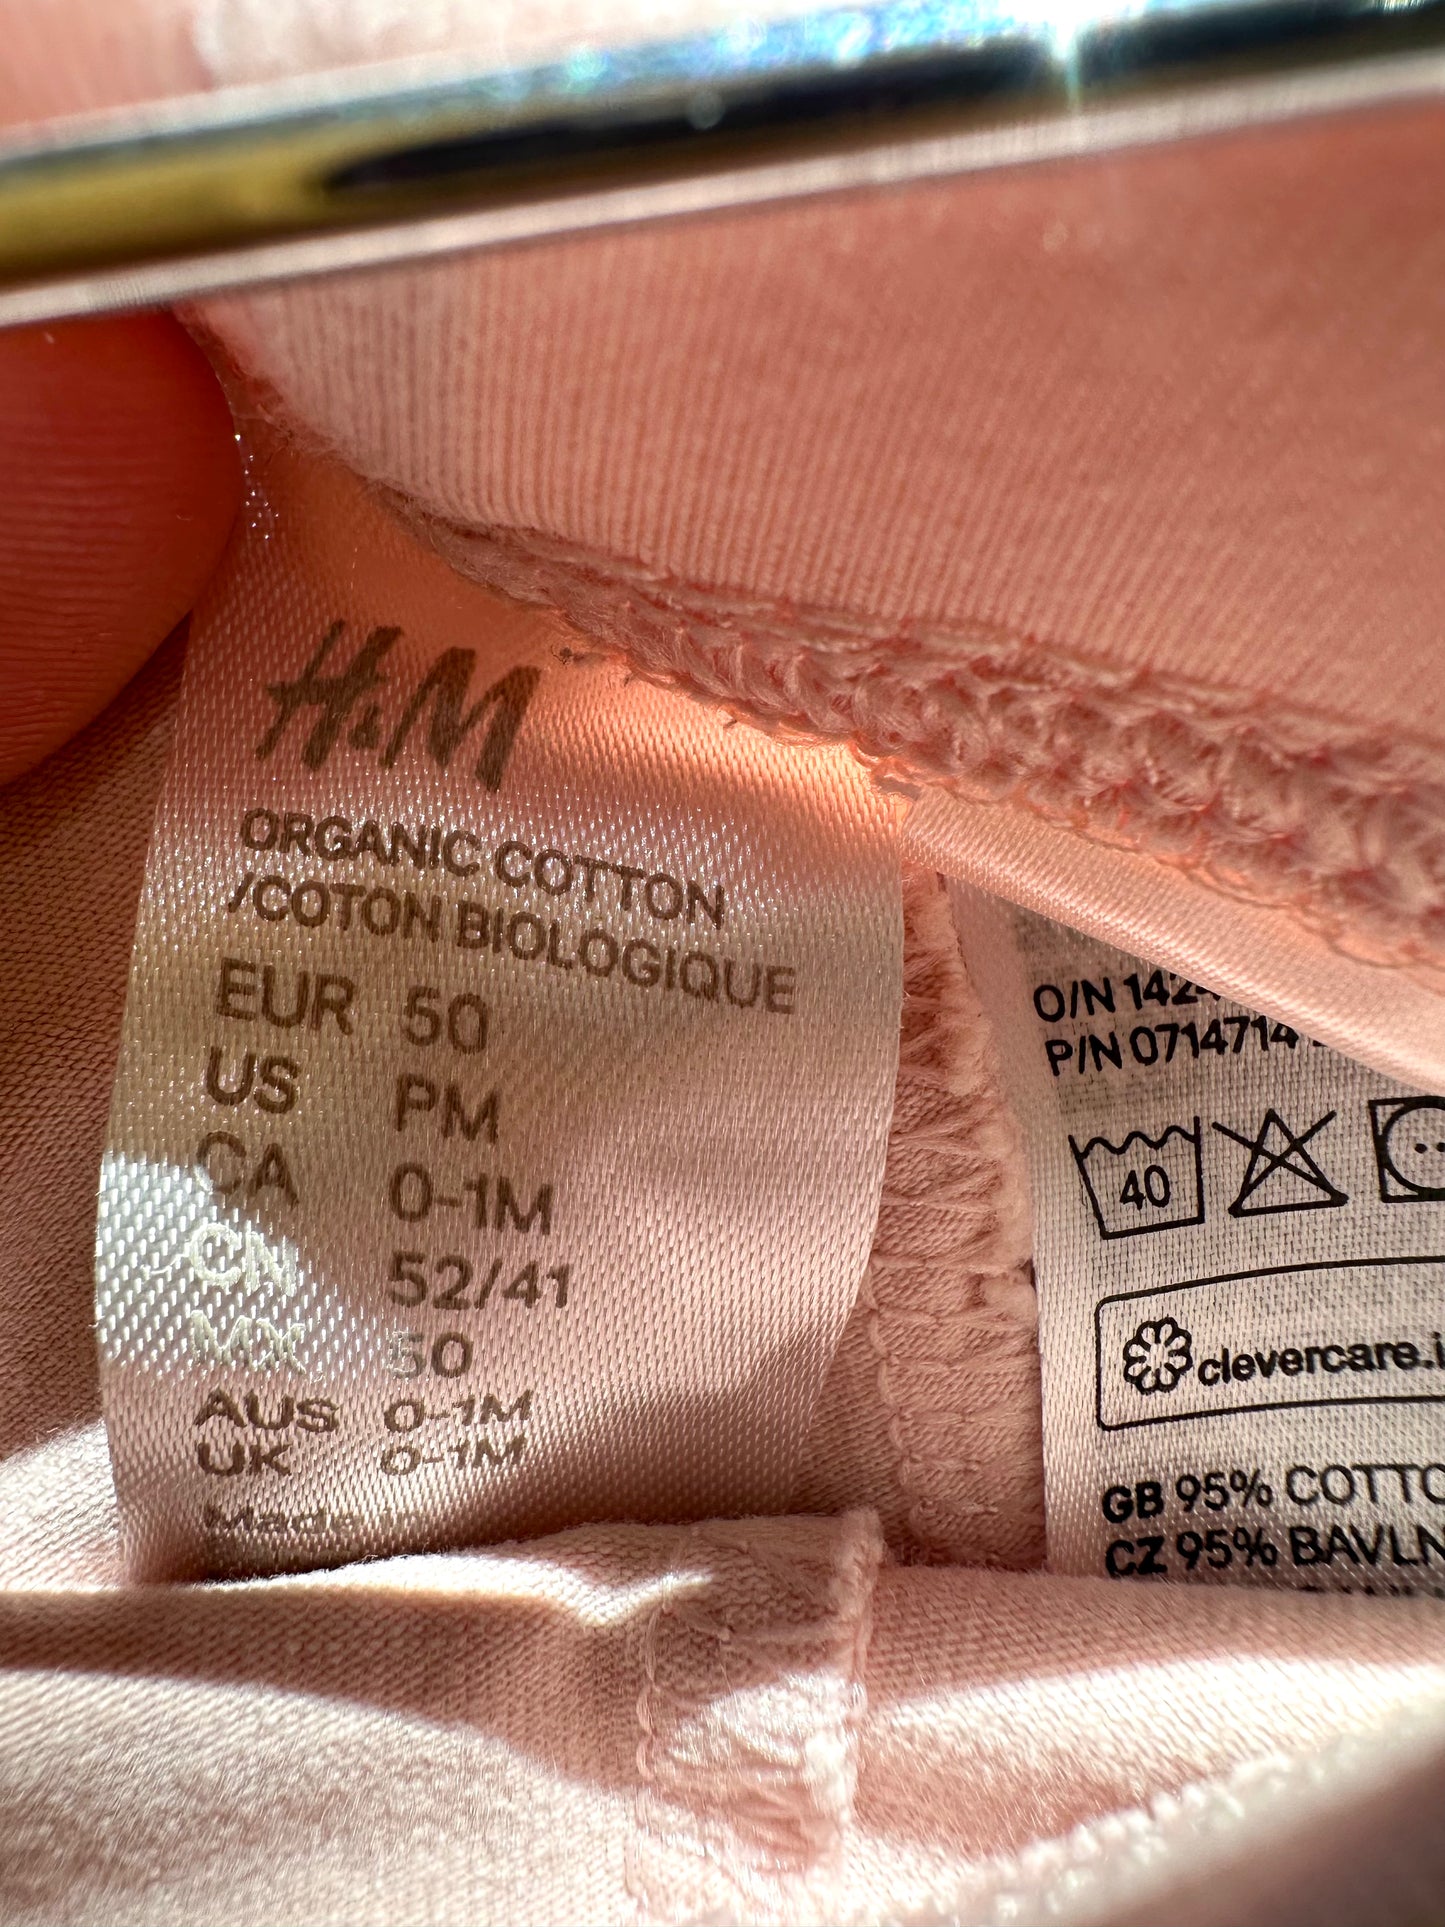 H&M
ORGANIC COTTON
/COTON BIOLOGIQUE
EUR 50
US PM
CA 0-1M
CN 52/41
MX 50
AUS 0-1M
UK 0-1M
Made
O/N 142
P/N 0714714
40
clevercare.i
GB 95% COTTO
CZ 95% BAVLN